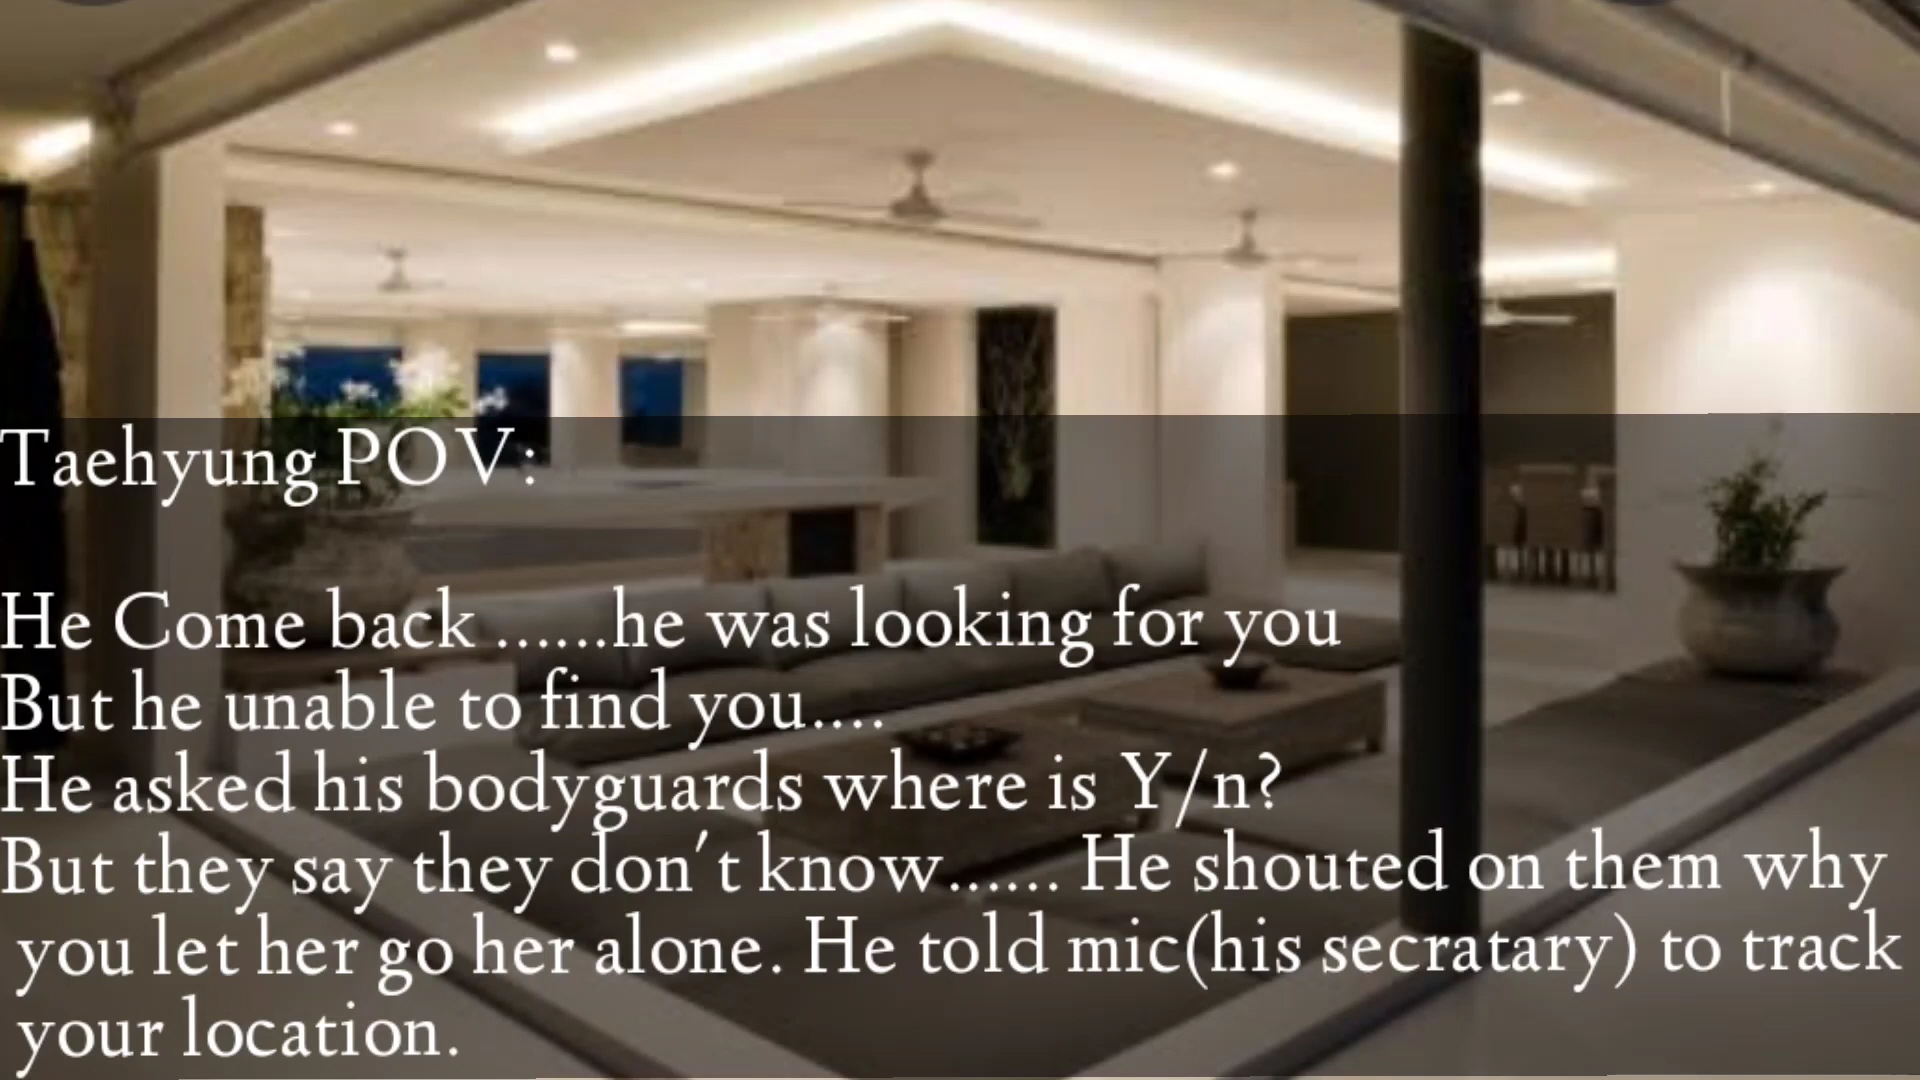 Taehyung POV:
He Come back ......he was looking for you
But he unable to find you....
He asked his bodyguards where is Y/n?
But they say they don't know...... He shouted on them why
you let her go her alone. He told mic(his secratary) to track
your location.